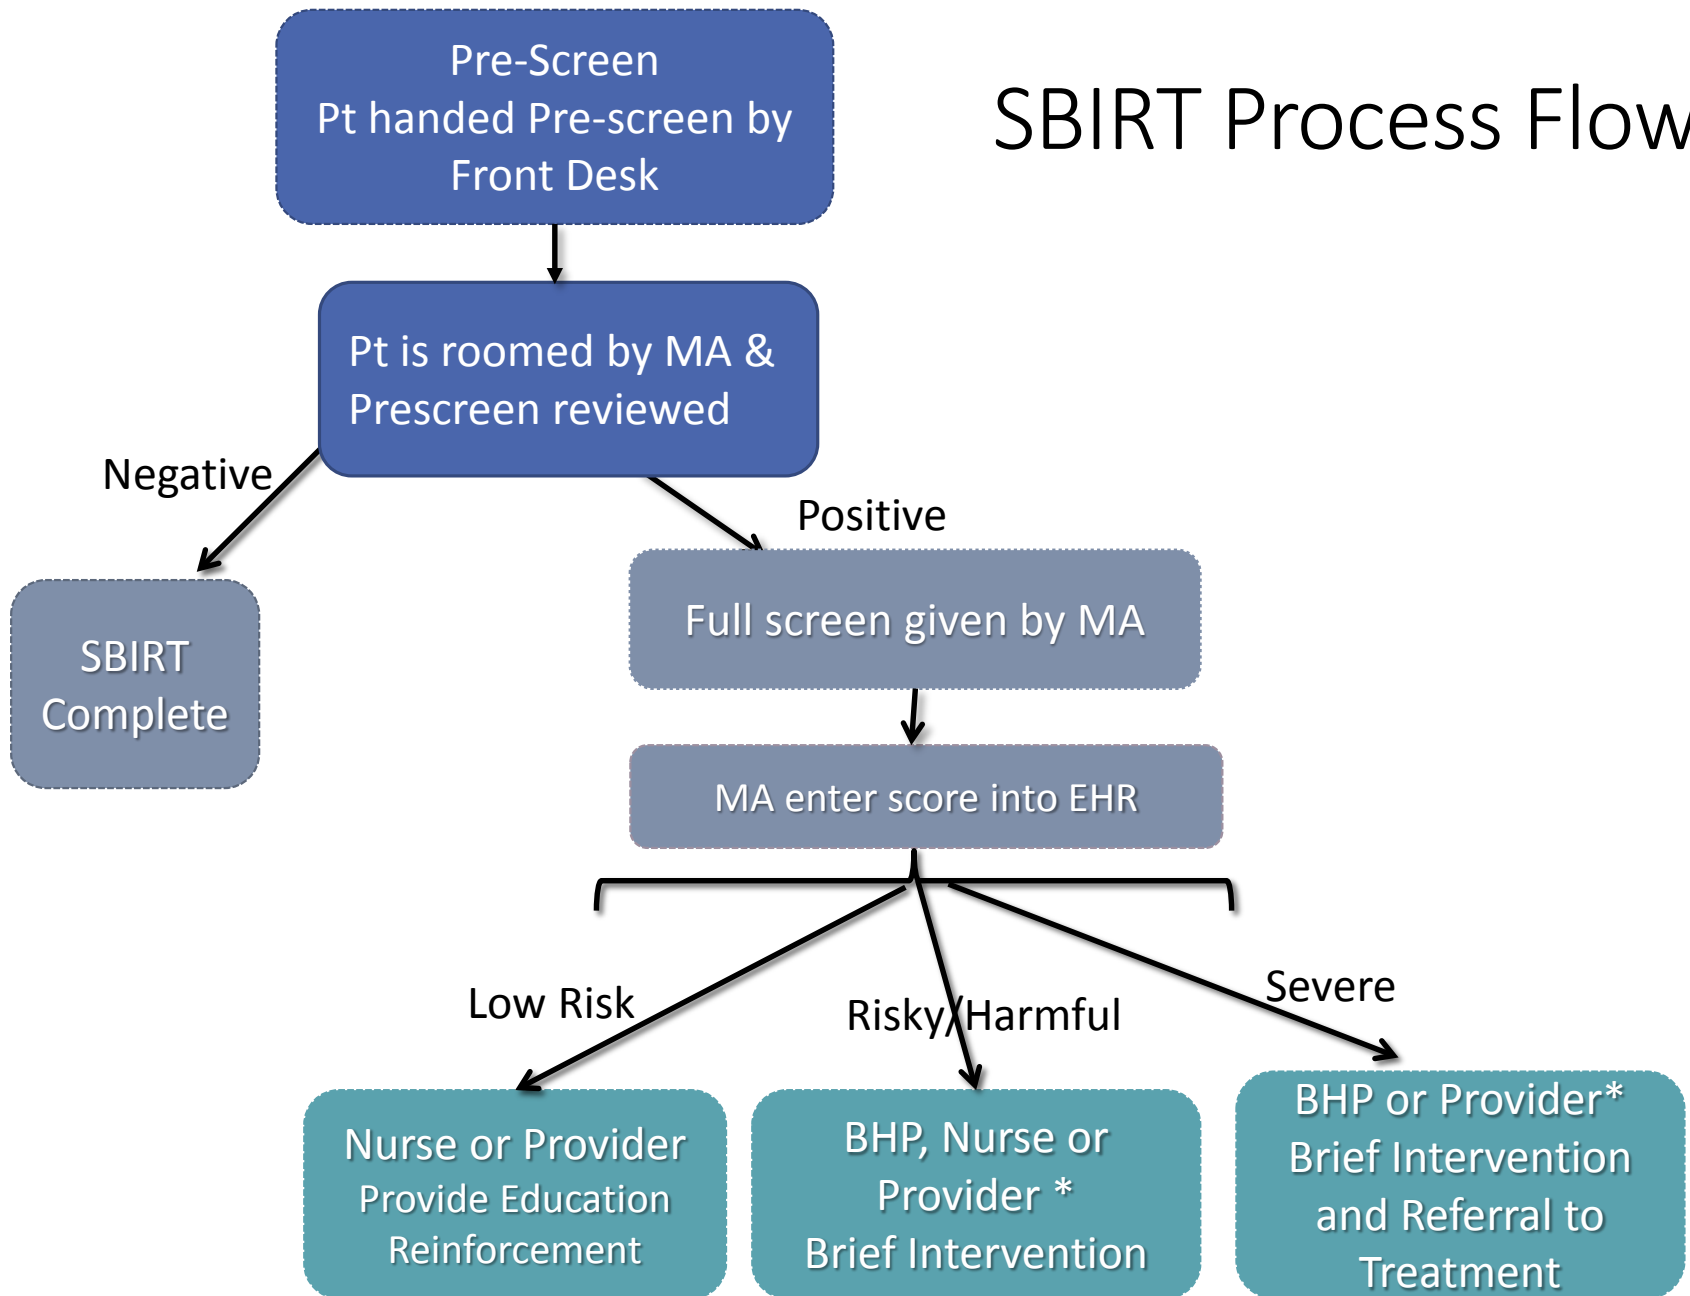 Pre-Screen
Pt handed Pre-screen by
Front Desk
SBIRT Process Flow
Pt is roomed by MA &
Prescreen reviewed
Negative
Positive
SBIRT
Complete
Full screen given by MA
MA enter score into EHR
Low Risk
Risky/Harmful
Severe
Nurse or Provider
Provide Education
Reinforcement
BHP, Nurse or
Provider *
Brief Intervention
BHP or Provider*
Brief Intervention
and Referral to
Treatment